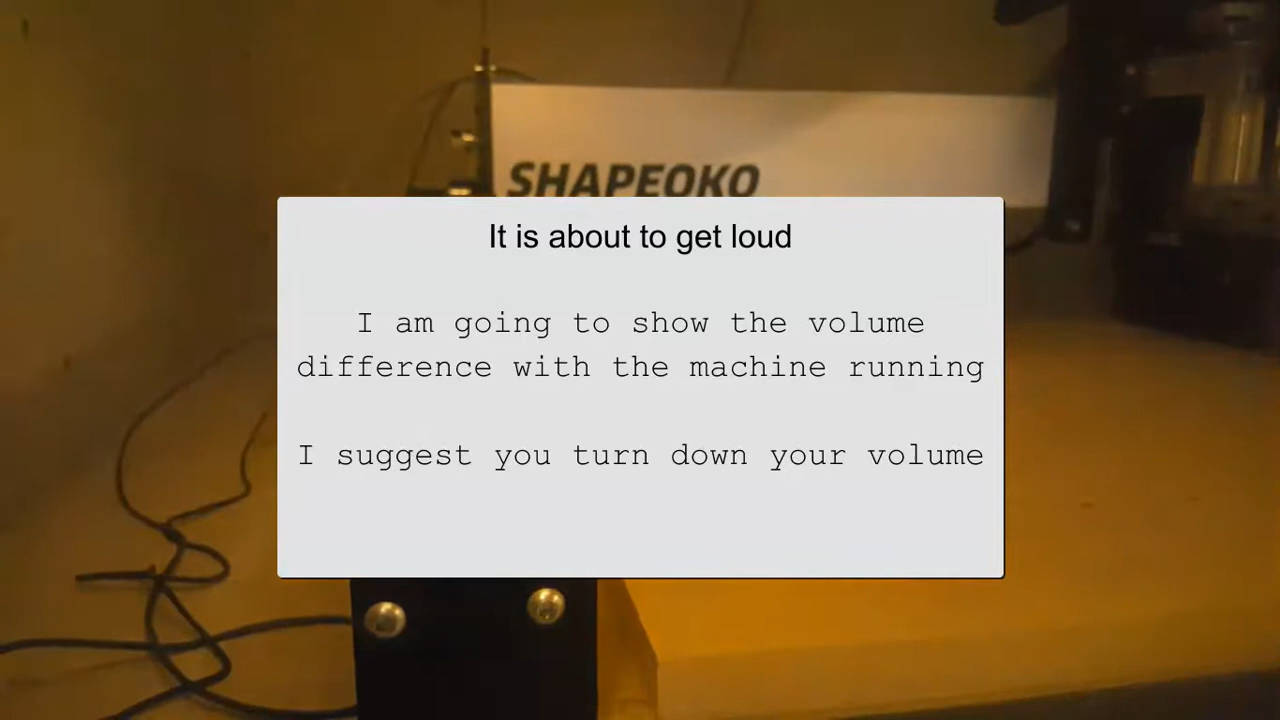 SHAPEOKO
It is about to get loud
I am going to show the volume
difference with the machine running
I suggest you turn down your volume